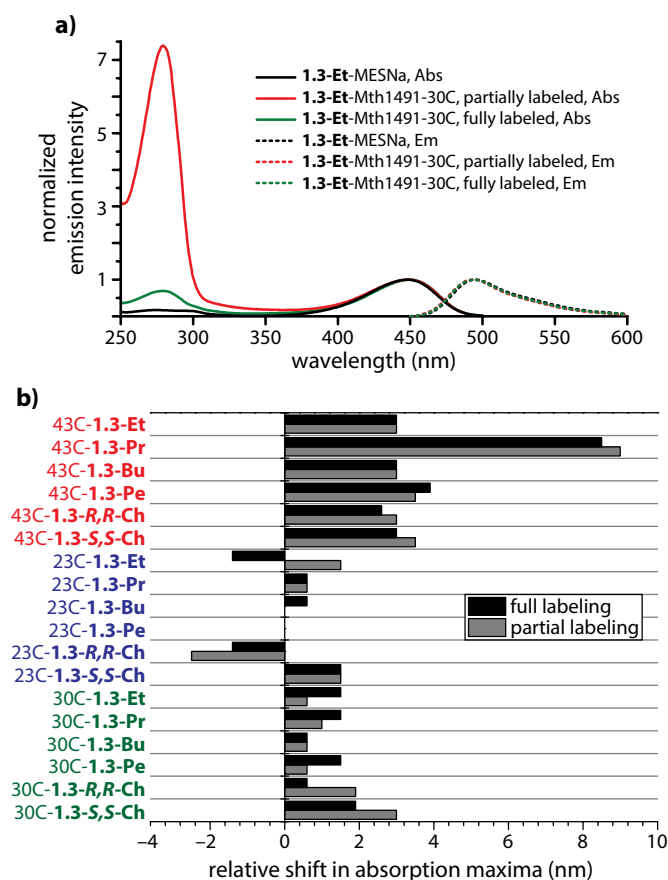 a)
normalized
emission intensity
7
5
3
1
1.3-Et-MESNa, Abs
1.3-Et-Mth1491-30C, partially labeled, Abs
1.3-Et-Mth1491-30C, fully labeled, Abs
1.3-Et-MESNa, Em
1.3-Et-Mth1491-30C, partially labeled, Em
1.3-Et-Mth1491-30C, fully labeled, Em
250 300 350 400 450 500 550 600
wavelength (nm)
b)
43C-1.3-Et
43C-1.3-Pr
43C-1.3-Bu
43C-1.3-Pe
43C-1.3-R,R-Ch
43C-1.3-S,S-Ch
23C-1.3-Et
23C-1.3-Pr
23C-1.3-Bu
23C-1.3-Pe
23C-1.3-R,R-Ch
23C-1.3-S,S-Ch
30C-1.3-Et
30C-1.3-Pr
30C-1.3-Bu
30C-1.3-Pe
30C-1.3-R,R-Ch
30C-1.3-S,S-Ch
full labeling
partial labeling
−4 −2 0 2 4 6 8 10
relative shift in absorption maxima (nm)